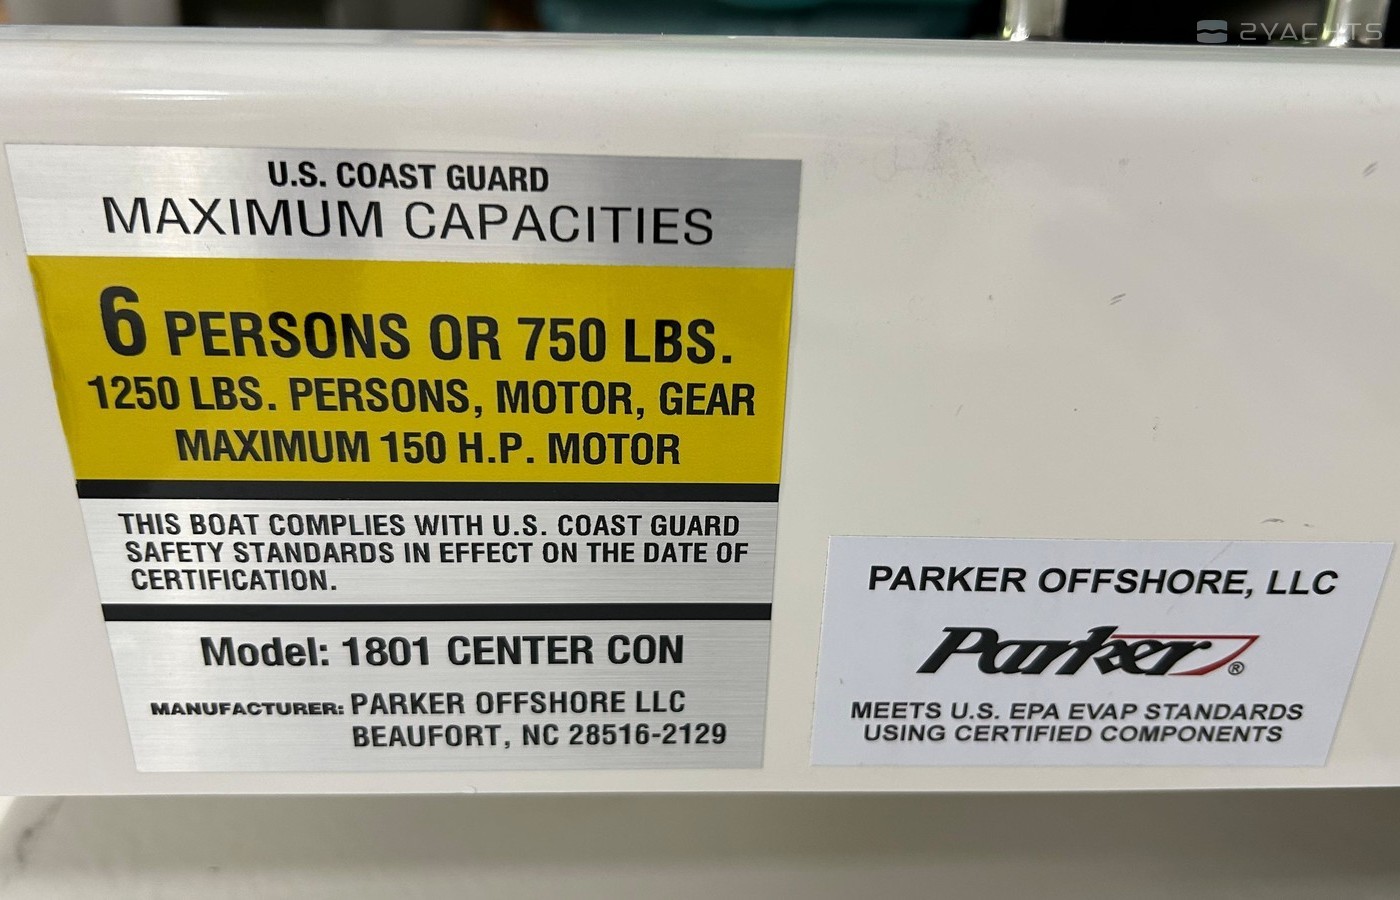 2YACHTS
U.S. COAST GUARD
MAXIMUM CAPACITIES
6 PERSONS OR 750 LBS.
1250 LBS. PERSONS, MOTOR, GEAR
MAXIMUM 150 H.P. MOTOR
THIS BOAT COMPLIES WITH U.S. COAST GUARD
SAFETY STANDARDS IN EFFECT ON THE DATE OF
CERTIFICATION.
Model: 1801 CENTER CON
MANUFACTURER: PARKER OFFSHORE LLC
BEAUFORT, NC 28516-2129
PARKER OFFSHORE, LLC
Parker®
MEETS U.S. EPA EVAP STANDARDS
USING CERTIFIED COMPONENTS